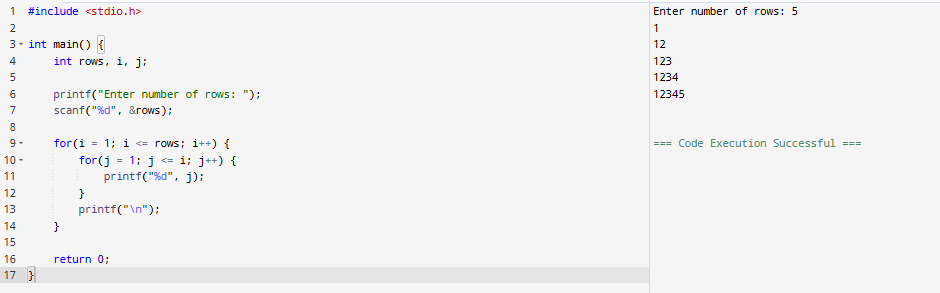 1 #include <stdio.h>
2
3 int main() {
4     int rows, i, j;
5
6     printf("Enter number of rows: ");
7     scanf("%d", &rows);
8
9     for(i = 1; i <= rows; i++) {
10         for(j = 1; j <= i; j++) {
11             printf("%d", j);
12         }
13         printf("\n");
14     }
15
16     return 0;
17 }
Enter number of rows: 5
1
12
123
1234
12345
=== Code Execution Successful ===